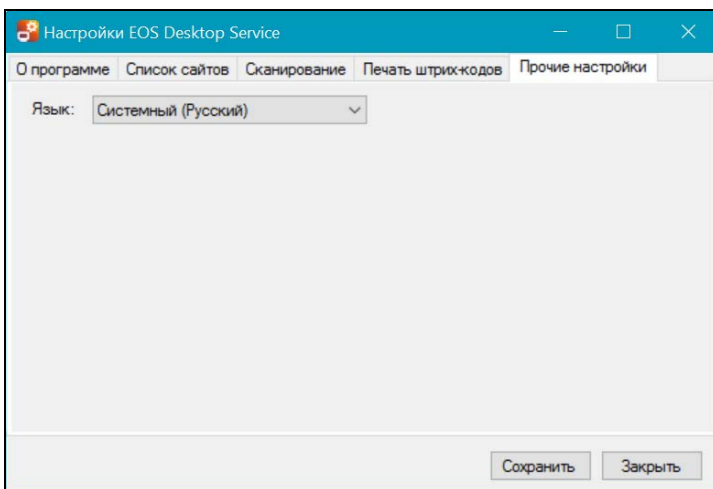 Настройки EOS Desktop Service
О программе Список сайтов Сканирование Печать штрих-кодов Прочие настройки
Язык: Системный (Русский)
Сохранить Закрыть